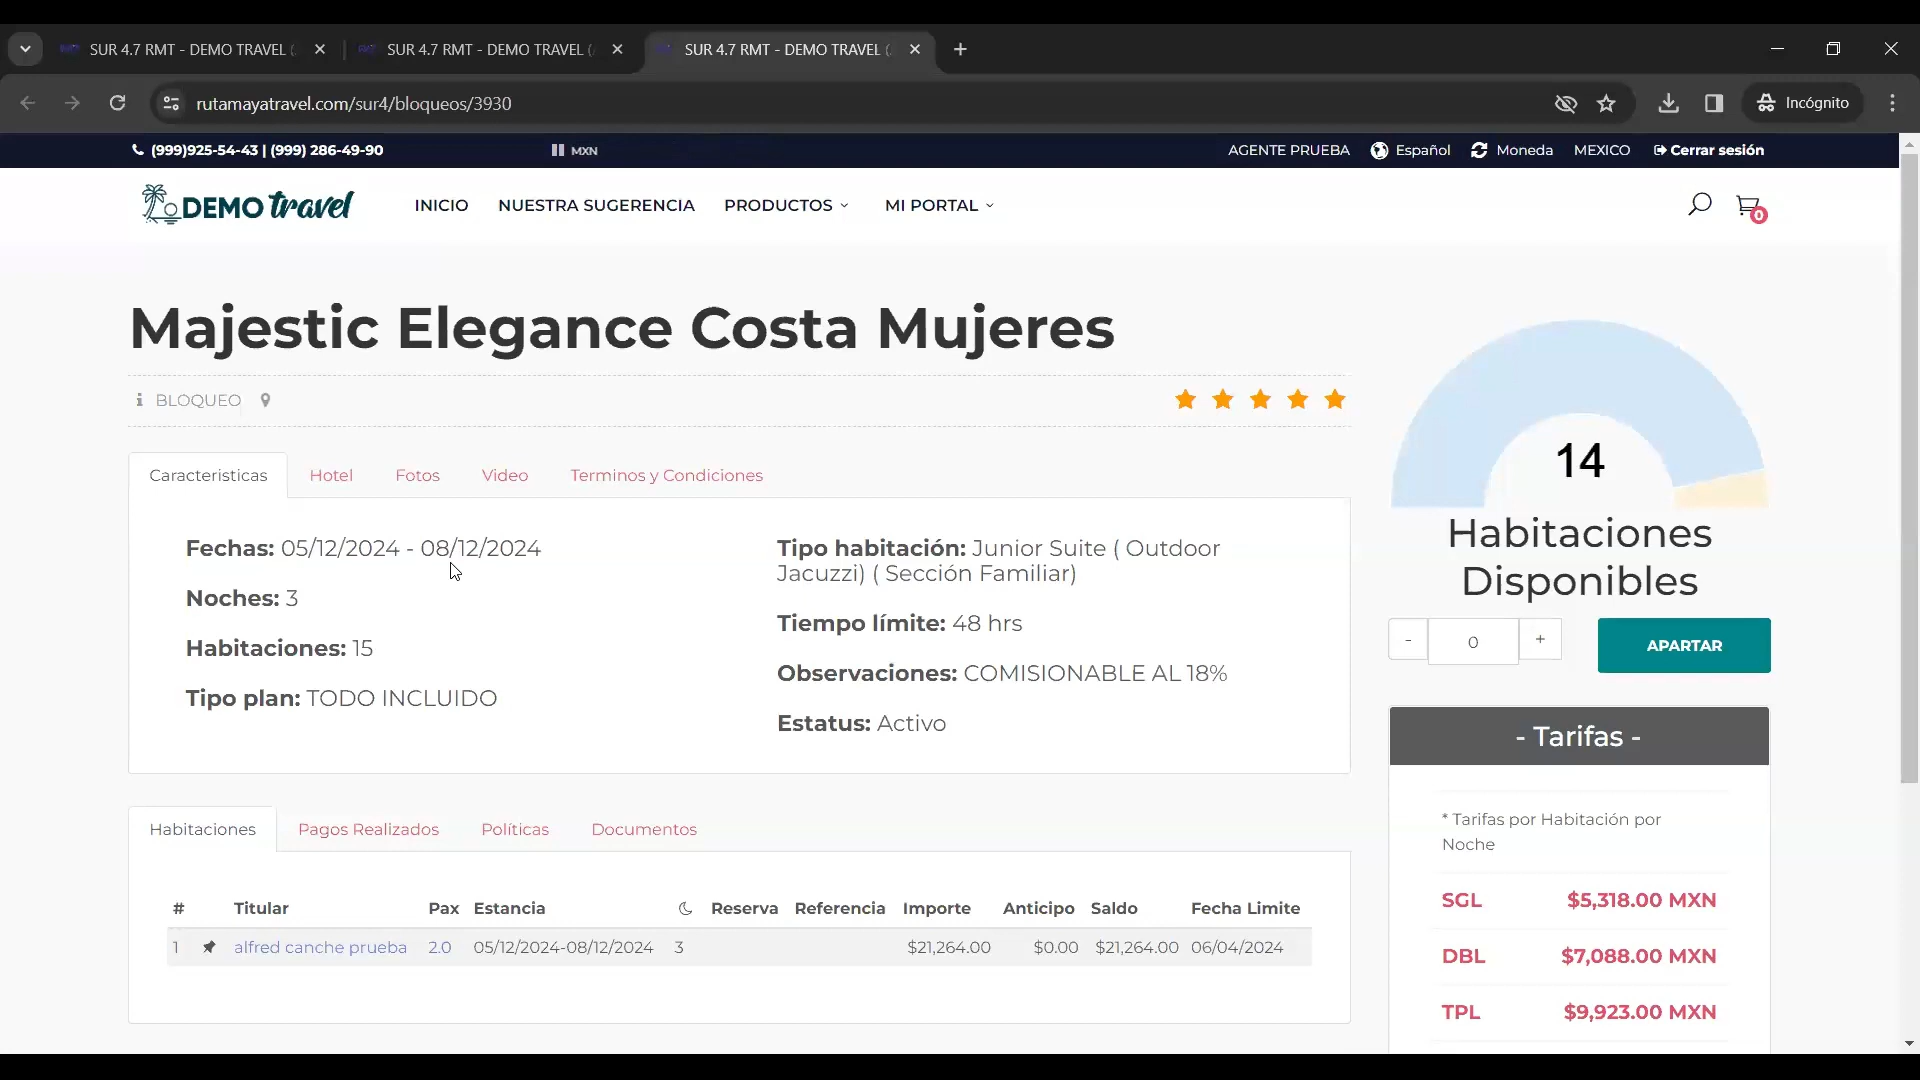 SUR 4.7 RMT - DEMO TRAVEL (
SUR 4.7 RMT - DEMO TRAVEL (
SUR 4.7 RMT - DEMO TRAVEL (
rutamayatravel.com/sur4/bloqueos/3930
Incógnito
(999)925-54-43 | (999) 286-49-90
MXN
AGENTE PRUEBA
Español
Moneda
MEXICO
Cerrar sesión
DEMO travel
INICIO
NUESTRA SUGERENCIA
PRODUCTOS
MI PORTAL
0
Majestic Elegance Costa Mujeres
BLOQUEO
Caracteristicas
Hotel
Fotos
Video
Terminos y Condiciones
Fechas: 05/12/2024 - 08/12/2024
Noches: 3
Habitaciones: 15
Tipo plan: TODO INCLUIDO
Tipo habitación: Junior Suite ( Outdoor
Jacuzzi) ( Sección Familiar)
Tiempo límite: 48 hrs
Observaciones: COMISIONABLE AL 18%
Estatus: Activo
14
Habitaciones
Disponibles
- 0 +
APARTAR
- Tarifas -
* Tarifas por Habitación por
Noche
SGL $5,318.00 MXN
DBL $7,088.00 MXN
TPL $9,923.00 MXN
Habitaciones
Pagos Realizados
Políticas
Documentos
# Titular Pax Estancia Reserva Referencia Importe Anticipo Saldo Fecha Limite
1 alfred canche prueba 2.0 05/12/2024-08/12/2024 3 $21,264.00 $0.00 $21,264.00 06/04/2024